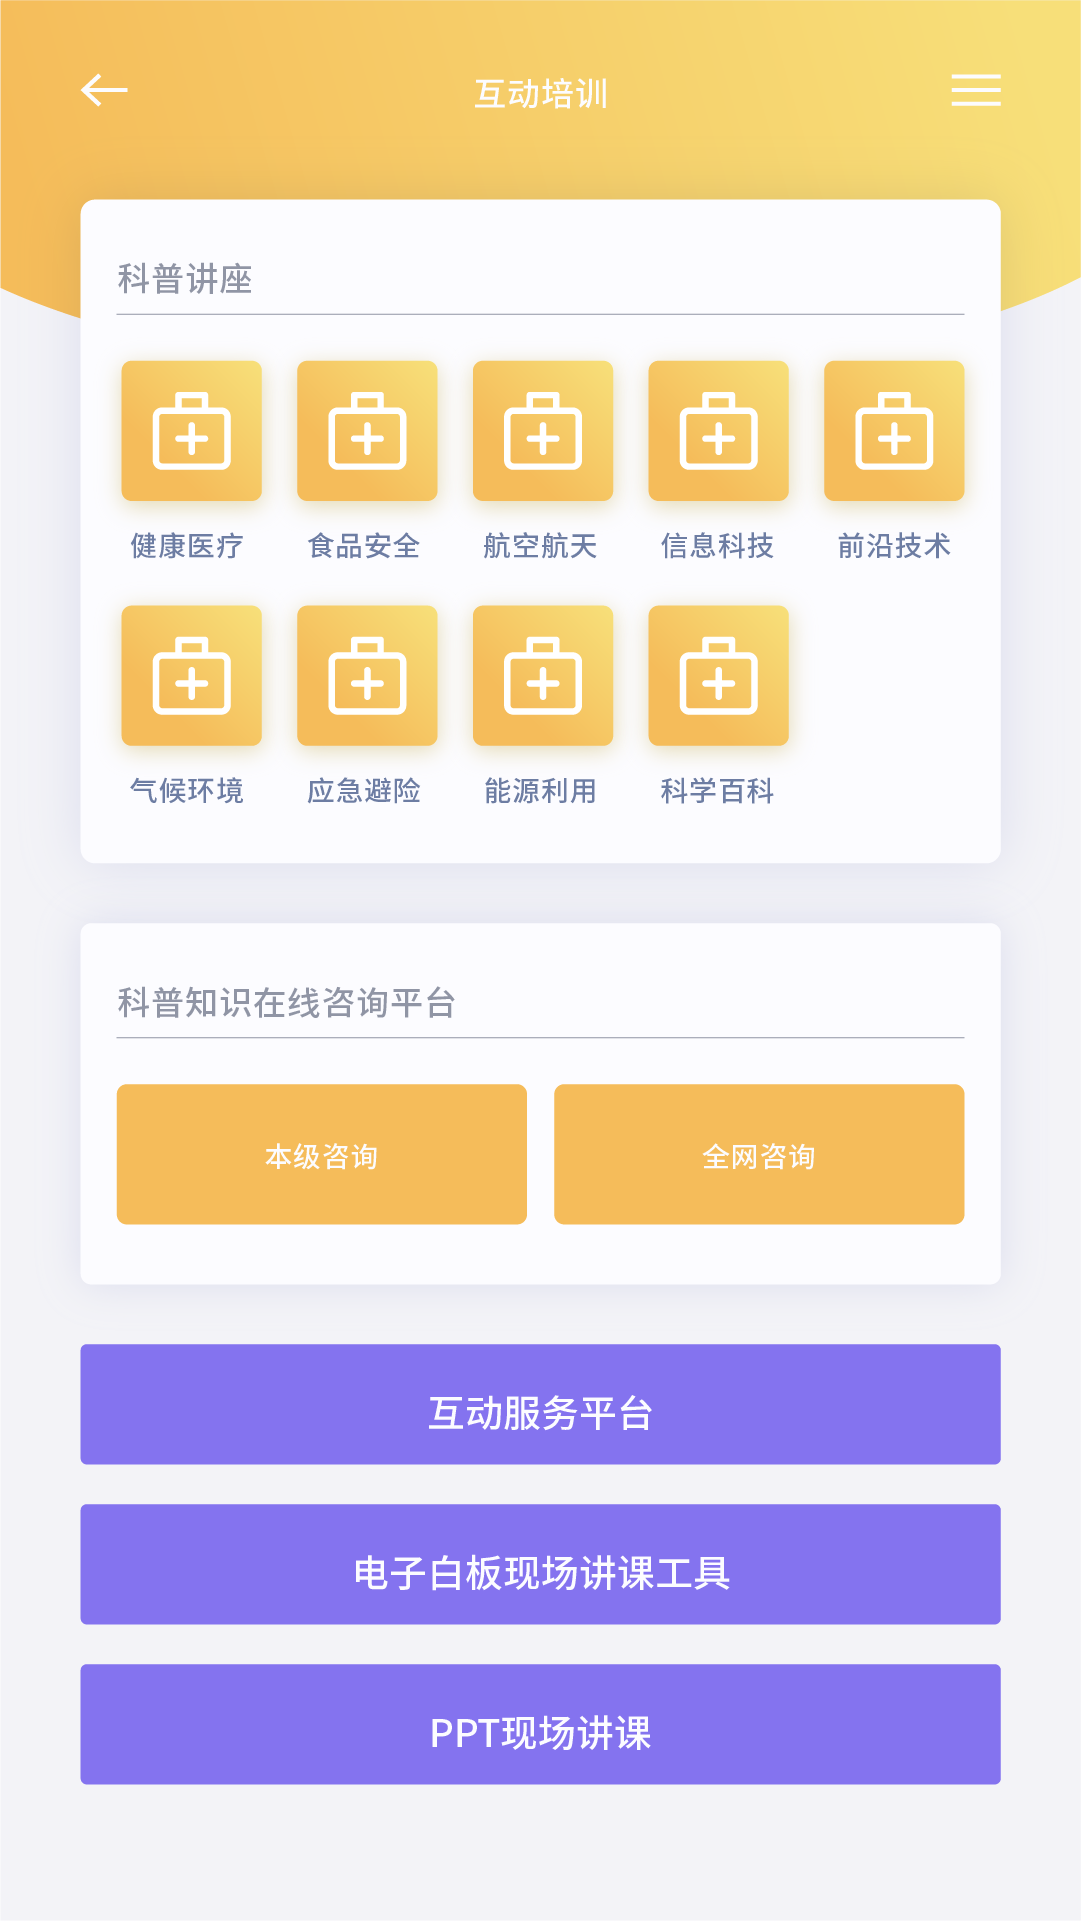 互动培训
科普讲座
健康医疗
食品安全
航空航天
信息科技
前沿技术
气候环境
应急避险
能源利用
科学百科
科普知识在线咨询平台
本级咨询
全网咨询
互动服务平台
电子白板现场讲课工具
PPT现场讲课